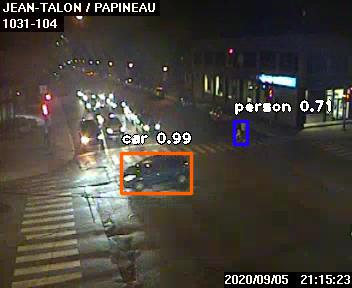 JEAN-TALON / PAPINEAU
1031-104
person 0.71
car 0.99
2020/09/05 21:15:23